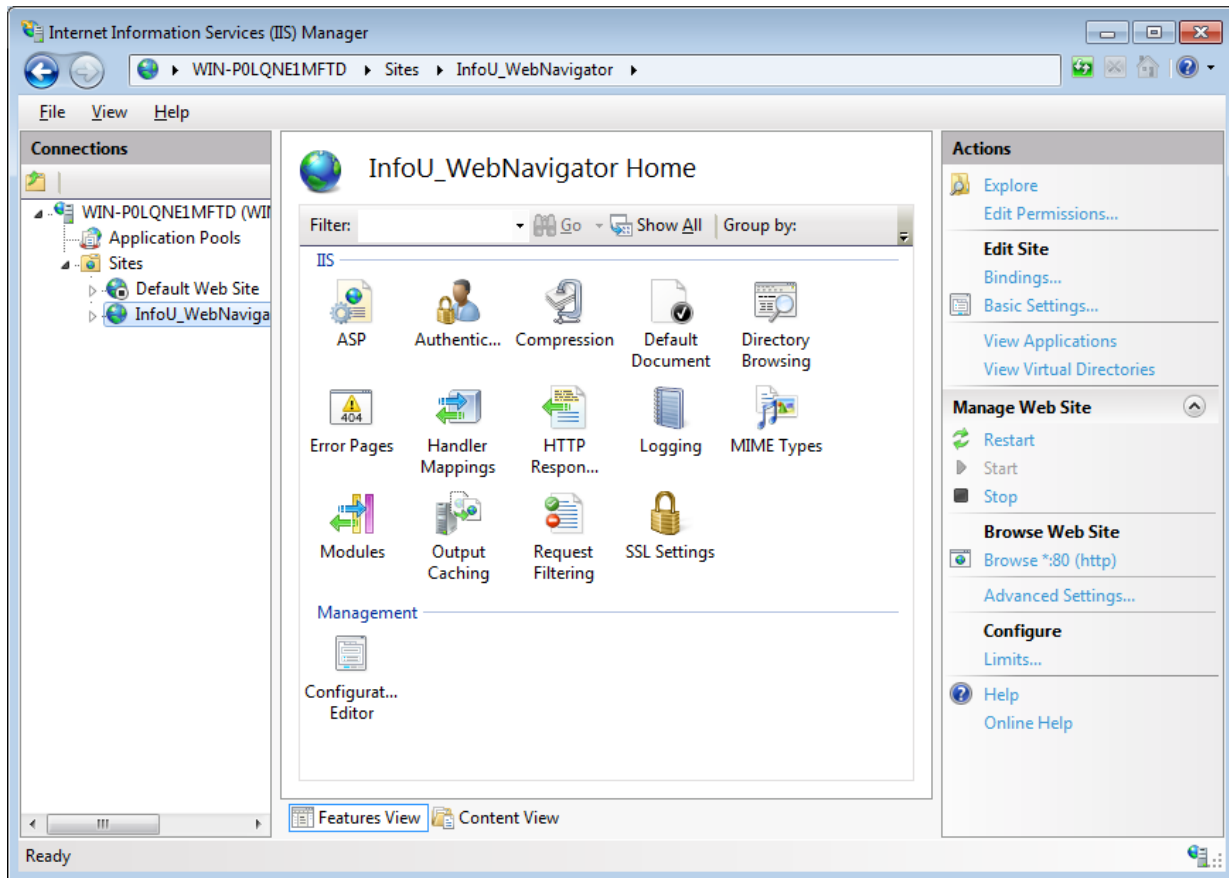 Internet Information Services (IIS) Manager
WIN-P0LQNE1MFTD Sites InfoU_WebNavigator
File View Help
Connections
WIN-P0LQNE1MFTD (WII
Application Pools
Sites
Default Web Site
InfoU_WebNaviga
InfoU_WebNavigator Home
Filter: Go Show All Group by:
IIS
ASP
Authentic...
Compression
Default
Document
Directory
Browsing
Error Pages
404
Handler
Mappings
HTTP
Respon...
Logging
MIME Types
Modules
Output
Caching
Request
Filtering
SSL Settings
Management
Configurat...
Editor
Features View Content View
Actions
Explore
Edit Permissions...
Edit Site
Bindings...
Basic Settings...
View Applications
View Virtual Directories
Manage Web Site
Restart
Start
Stop
Browse Web Site
Browse *:80 (http)
Advanced Settings...
Configure
Limits...
Help
Online Help
Ready